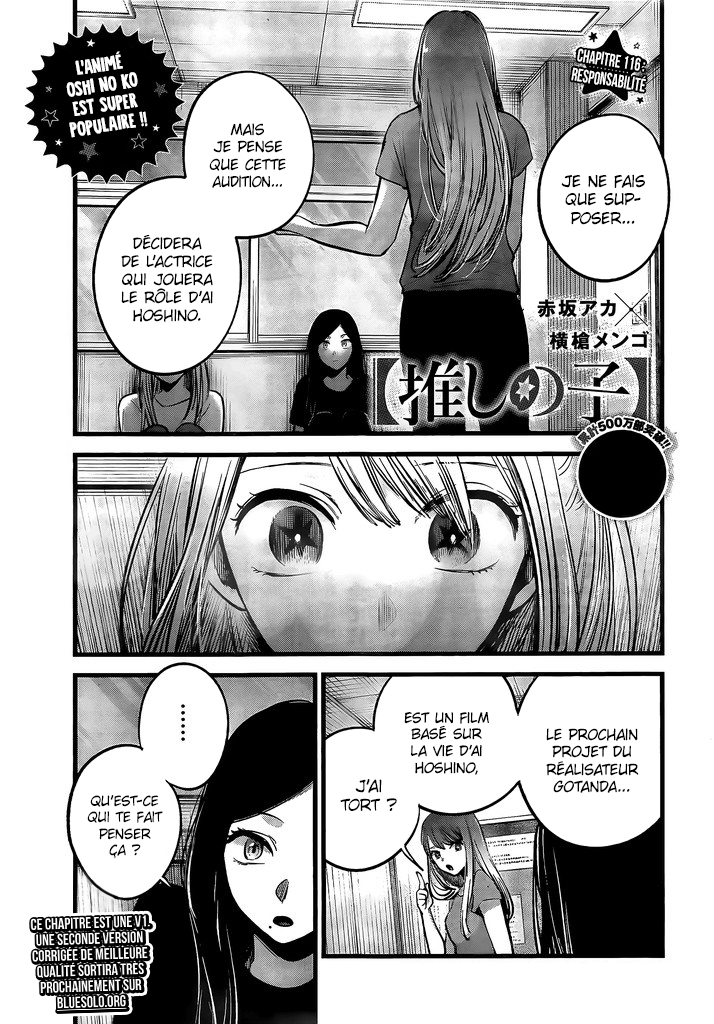 L'ANIMÉ
OSHI NO KO
EST SUPER
POPULAIRE !!
CHAPITRE 116 :
RESPONSABILITÉ
JE NE FAIS
QUE SUP-
POSER...
MAIS
JE PENSE
QUE CETTE
AUDITION...
DÉCIDERA
DE L'ACTRICE
QUI JOUERA
LE RÔLE D'AI
HOSHINO.
赤坂アカ×
横槍メンゴ
【推しの子】
累計500万部突破!!
LE PROCHAIN
PROJET DU
RÉALISATEUR
GOTANDA...
EST UN FILM
BASÉ SUR
LA VIE D'AI
HOSHINO,
J'AI
TORT ?
........
QU'EST-CE
QUI TE FAIT
PENSER
ÇA ?
CE CHAPITRE EST UNE V1.
UNE SECONDE VERSION
CORRIGÉE DE MEILLEURE
QUALITÉ SORTIRA TRÈS
PROCHAINEMENT SUR
BLUESOLO.ORG